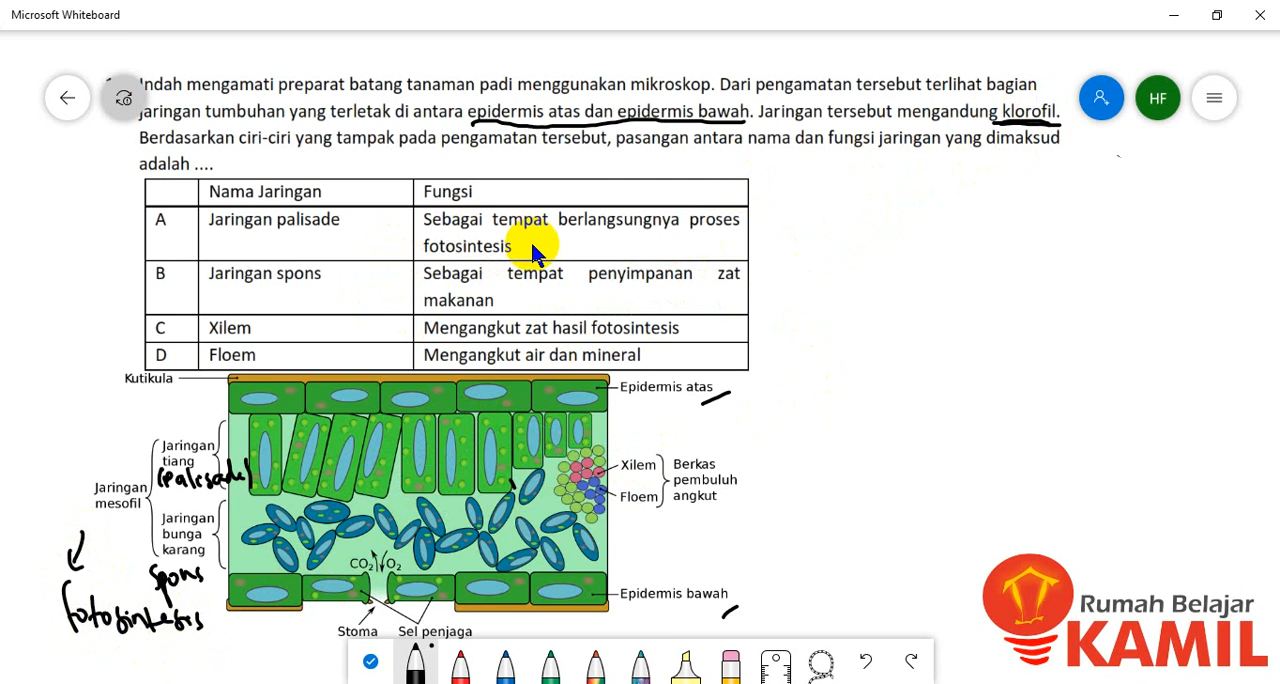 Microsoft Whiteboard
Indah mengamati preparat batang tanaman padi menggunakan mikroskop. Dari pengamatan tersebut terlihat bagian
jaringan tumbuhan yang terletak di antara epidermis atas dan epidermis bawah. Jaringan tersebut mengandung klorofil.
HF
Berdasarkan ciri-ciri yang tampak pada pengamatan tersebut, pasangan antara nama dan fungsi jaringan yang dimaksud
adalah ....
Nama Jaringan Fungsi
A Jaringan palisade Sebagai tempat berlangsungnya proses
fotosintesis
B Jaringan spons Sebagai tempat penyimpanan zat
makanan
C Xilem Mengangkut zat hasil fotosintesis
D Floem Mengangkut air dan mineral
Kutikula
Epidermis atas
Jaringan
tiang
(palisade)
Jaringan
mesofil
Jaringan
bunga
karang
spons
fotosintesis
Xilem
Floem
Berkas
pembuluh
angkut
CO2 O2
Epidermis bawah
Stoma Sel penjaga
Rumah Belajar
KAMIL